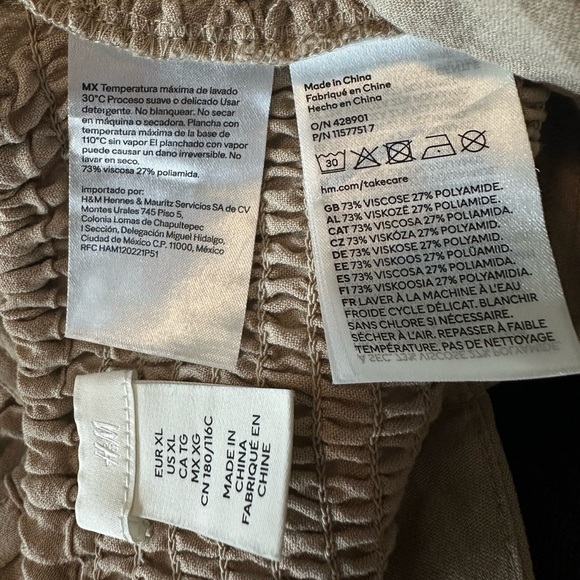 MX Temperatura máxima de lavado
30°C Proceso suave o delicado Usar
detergente. No blanquear. No secar
en máquina o secadora. Plancha con
temperatura máxima de la base de
110°C sin vapor El planchado con vapor
puede causar un dano irreversible. No
lavar en seco.
73% viscosa 27% poliamida.
importado por:
H&M Hennes & Mauritz Servicios SA de CV
Montes Urales 745 Piso 5,
Colonia Lomas de Chapultepec
I Sección, Delegación Miguel Hidalgo,
Ciudad de México C.P. 11000, México
RFC HAM120221P51
Made in China
Fabriqué en China
Hecho en China
O/N 428901
P/N 1157751 7
30
hm.com/takecare
GB 73% VISCOSE 27% POLYAMIDE.
AL 73% VISKOZË 27% POLYAMID.
CAT 73% VISCOSA 27% POLIAMIDA.
CZ 73% VISKÓZA 27% POLYAMID.
DE 73% VISKOSE 27% POLYAMID.
EE 73% VISKOOS 27% POLÜAMIID.
ES 73% VISCOSA 27% POLIAMIDA.
FI 73% VISKOOSIA 27% POLYAMIDIA.
FR LAVER À LA MACHINE À L'EAU
FROIDE CYCLE DÉLICAT. BLANCHIR
SANS CHLORE SI NÉCESSAIRE.
SÈCHER À L'AIR. REPASSER À FAIBLE
TEMPÉRATURE. PAS DE NETTOYAGE
H&M
EUR XL
US XL
CA TG
MX XG
CN 180/116C
MADE IN
CHINA
FABRIQUÉ EN
CHINE